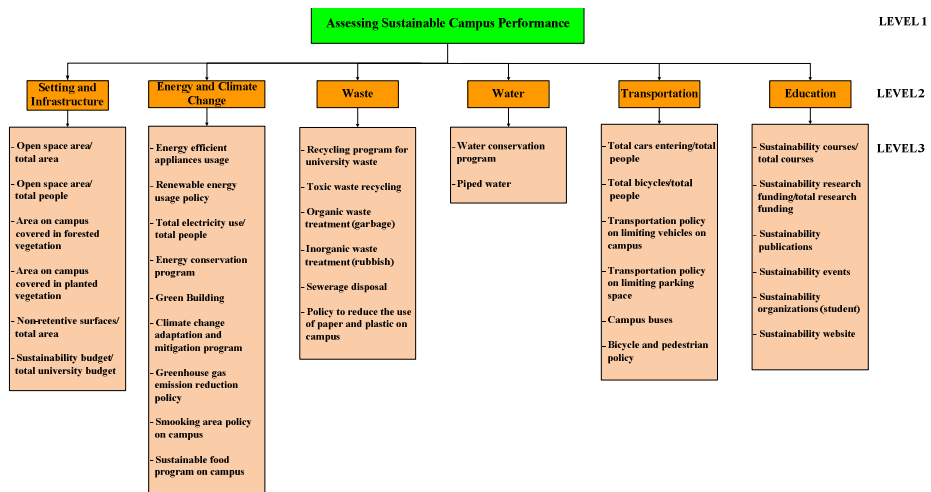 Assessing Sustainable Campus Performance
LEVEL 1
Setting and
Infrastructure
Energy and Climate
Change
Waste
Water
Transportation
Education
LEVEL2
- Open space area/
total area
- Open space area/
total people
- Area on campus
covered in forested
vegetation
- Area on campus
covered in planted
vegetation
- Non-retentive surfaces/
total area
- Sustainability budget/
total university budget
- Energy efficient
appliances usage
- Renewable energy
usage policy
- Total electricity use/
total people
- Energy conservation
program
- Green Building
- Climate change
adaptation and
mitigation program
- Greenhouse gas
emission reduction
policy
- Smooking area policy
on campus
- Sustainable food
program on campus
- Recycling program for
university waste
- Toxic waste recycling
- Organic waste
treatment (garbage)
- Inorganic waste
treatment (rubbish)
- Sewerage disposal
- Policy to reduce the use
of paper and plastic on
campus
- Water conservation
program
- Piped water
- Total cars entering/total
people
- Total bicycles/total
people
- Transportation policy
on limiting vehicles on
campus
- Transportation policy
on limiting parking
space
- Campus buses
- Bicycle and pedestrian
policy
- Sustainability courses/
total courses
- Sustainability research
funding/total research
funding
- Sustainability
publications
- Sustainability events
- Sustainability
organizations (student)
- Sustainability website
LEVEL3